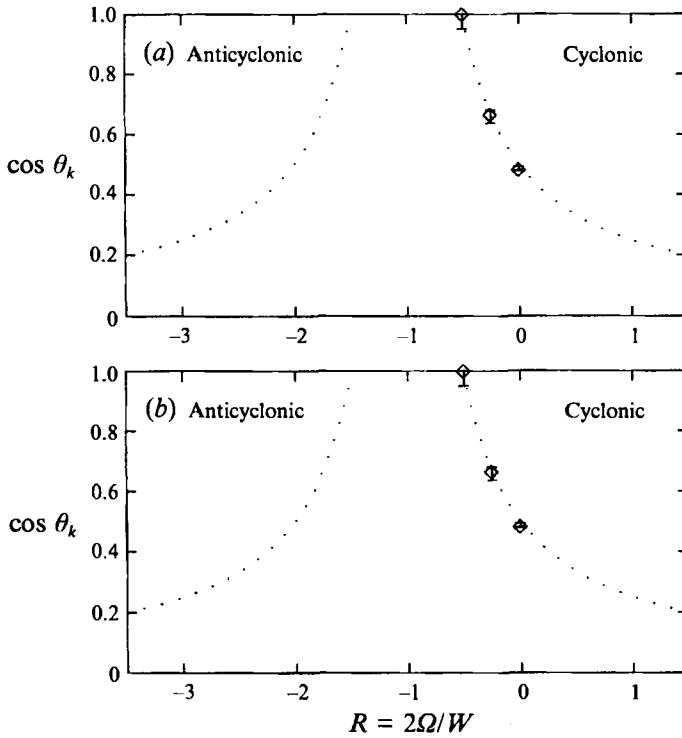 1.0
(a) Anticyclonic Cyclonic
0.8
0.6
cos θk
0.4
0.2
0
–3 –2 –1 0 1
1.0
(b) Anticyclonic Cyclonic
0.8
0.6
cos θk
0.4
0.2
0
–3 –2 –1 0 1
R = 2Ω/W